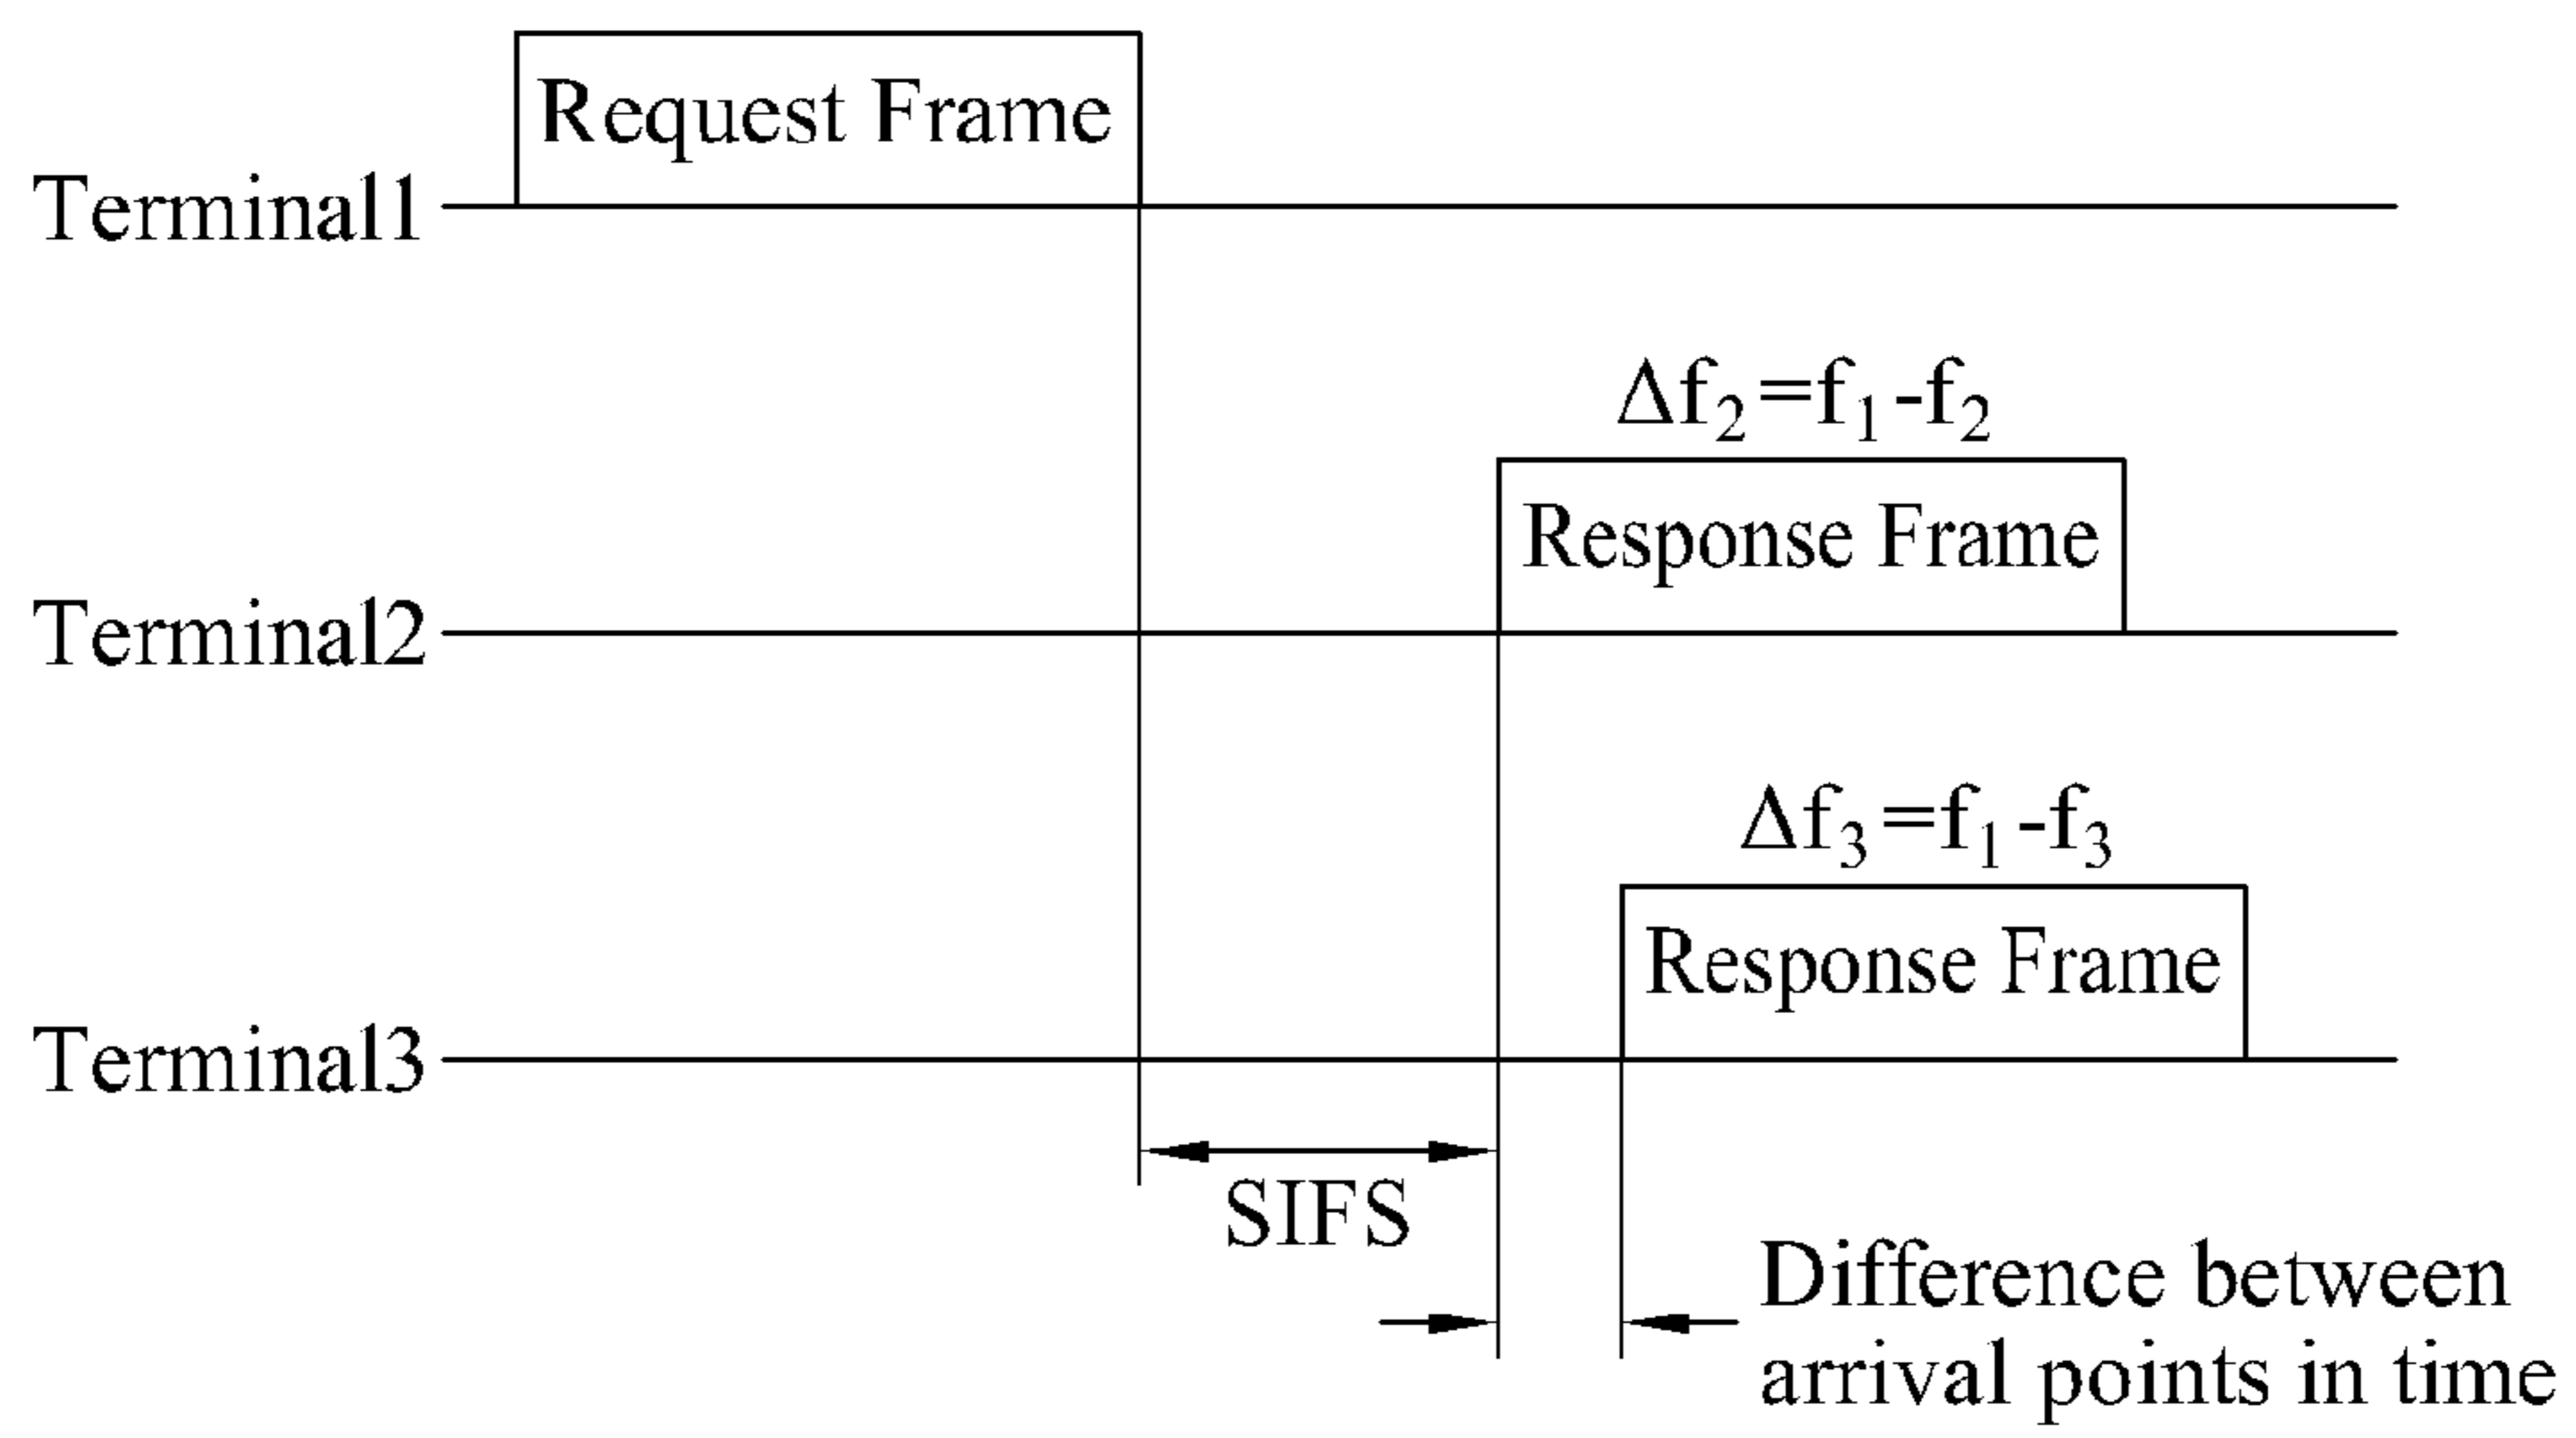 Request Frame
Terminal1
Δf₂=f₁-f₂
Response Frame
Terminal2
Δf₃=f₁-f₃
Response Frame
Terminal3
SIFS
Difference between
arrival points in time